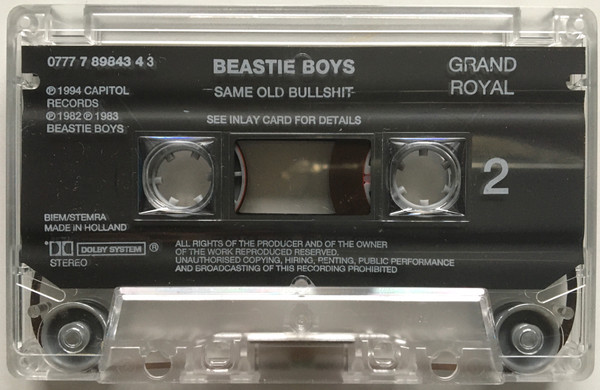 0777 7 89843 4 3
BEASTIE BOYS
GRAND
ROYAL
℗ 1994 CAPITOL
RECORDS
℗ 1982 ℗ 1983
BEASTIE BOYS
SAME OLD BULLSHIT
SEE INLAY CARD FOR DETAILS
2
BIEM/STEMRA
MADE IN HOLLAND
DOLBY SYSTEM ®
STEREO
ALL RIGHTS OF THE PRODUCER AND OF THE OWNER
OF THE WORK REPRODUCED RESERVED.
UNAUTHORISED COPYING, HIRING, RENTING, PUBLIC PERFORMANCE
AND BROADCASTING OF THIS RECORDING PROHIBITED